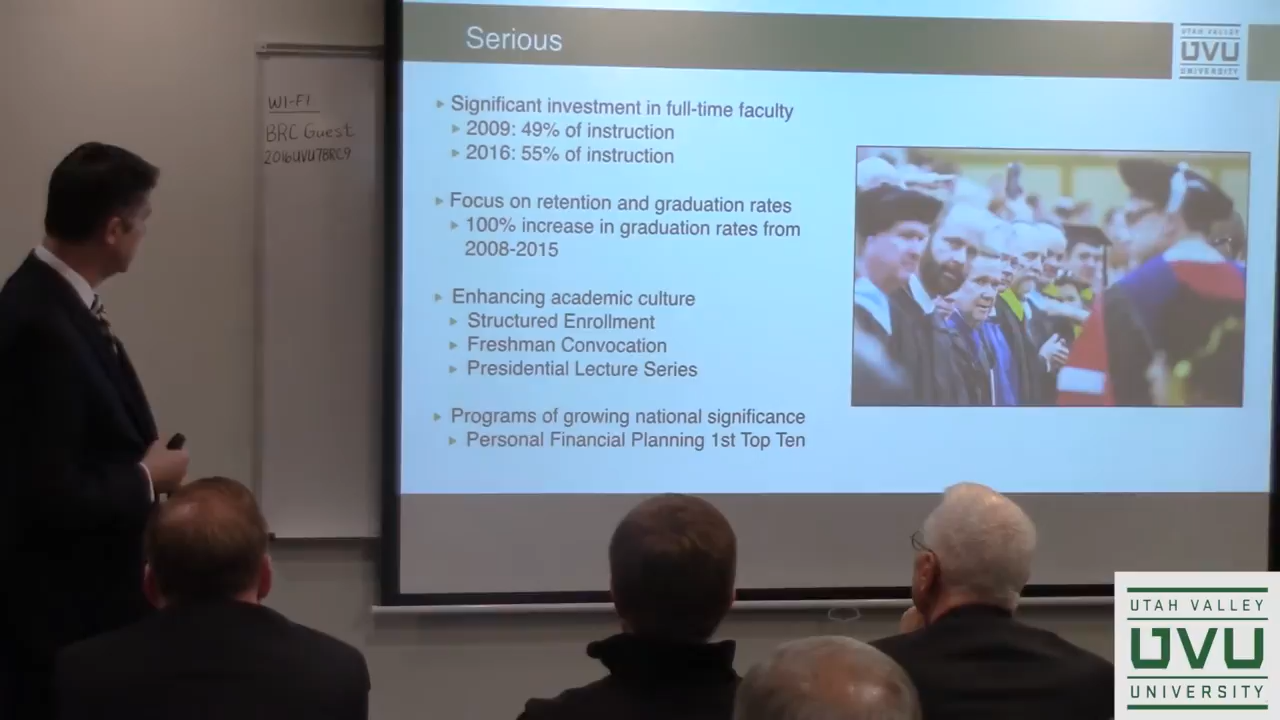 Serious
UTAH VALLEY
UVU
UNIVERSITY
WI-FI
BRC Guest
2016UVU78RC9
Significant investment in full-time faculty
2009: 49% of instruction
2016: 55% of instruction
Focus on retention and graduation rates
100% increase in graduation rates from
2008-2015
Enhancing academic culture
Structured Enrollment
Freshman Convocation
Presidential Lecture Series
Programs of growing national significance
Personal Financial Planning 1st Top Ten
UTAH VALLEY
UVU
UNIVERSITY